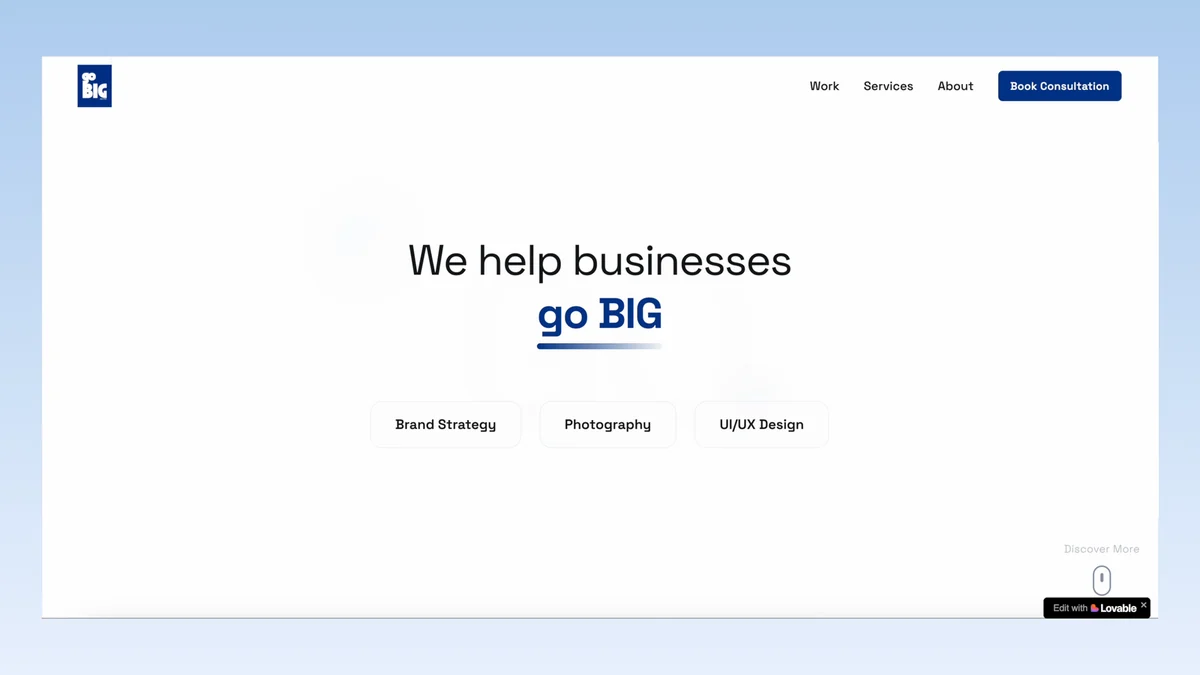 go
BIG
Work
Services
About
Book Consultation
We help businesses
go BIG
Brand Strategy
Photography
UI/UX Design
Discover More
Edit with Lovable